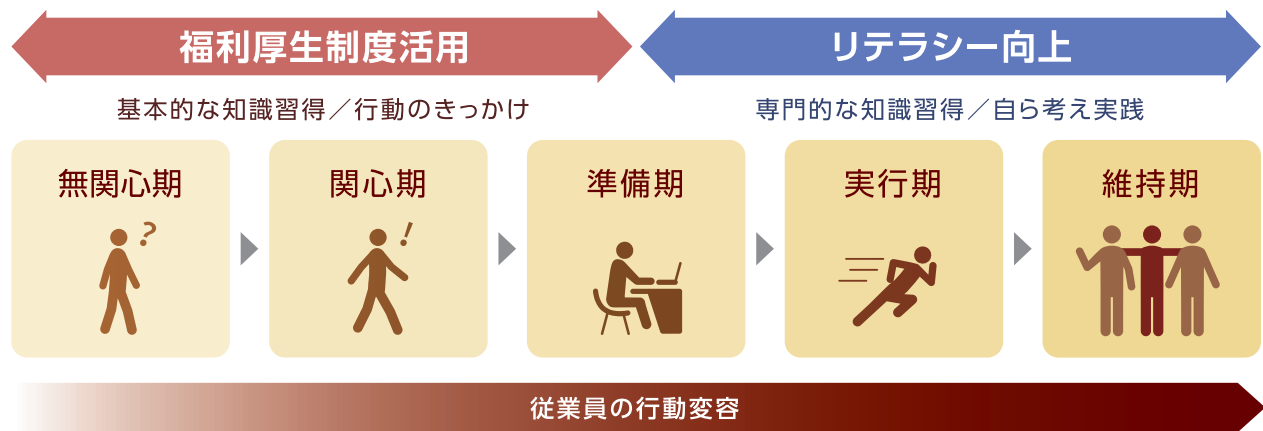 福利厚生制度活用
リテラシー向上
基本的な知識習得／行動のきっかけ
専門的な知識習得／自ら考え実践
無関心期
関心期
準備期
実行期
維持期
?
!
従業員の行動変容